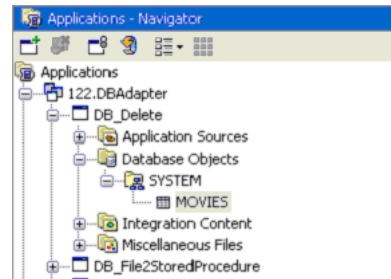 Applications - Navigator
Applications
122.DBAdapter
DB_Delete
Application Sources
Database Objects
SYSTEM
MOVIES
Integration Content
Miscellaneous Files
DB_File2StoredProcedure